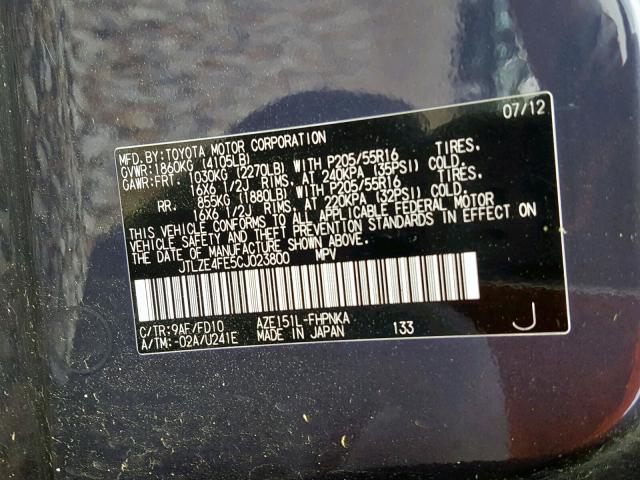 07/12
MFD.BY:TOYOTA MOTOR CORPORATION
GVWR:1860KG (4105LB)
GAWR:FRT. 1030KG (2270LB) WITH P205/55R16 TIRES.
16X6 1/2J RIMS. AT 240KPA (35PSI) COLD.
RR. 855KG (1880LB) WITH P205/55R16 TIRES.
16X6 1/2J RIMS. AT 220KPA (32PSI) COLD.
THIS VEHICLE CONFORMS TO ALL APPLICABLE FEDERAL MOTOR
VEHICLE SAFETY AND THEFT STANDARDS IN EFFECT ON
THE DATE OF MANUFACTURE SHOWN ABOVE.
JTLZE4FE5CJ023800 MPV
C/TR:9AF/FD10 AZE151L-FHPNKA
A/TM:-02A/U241E MADE IN JAPAN 133 J